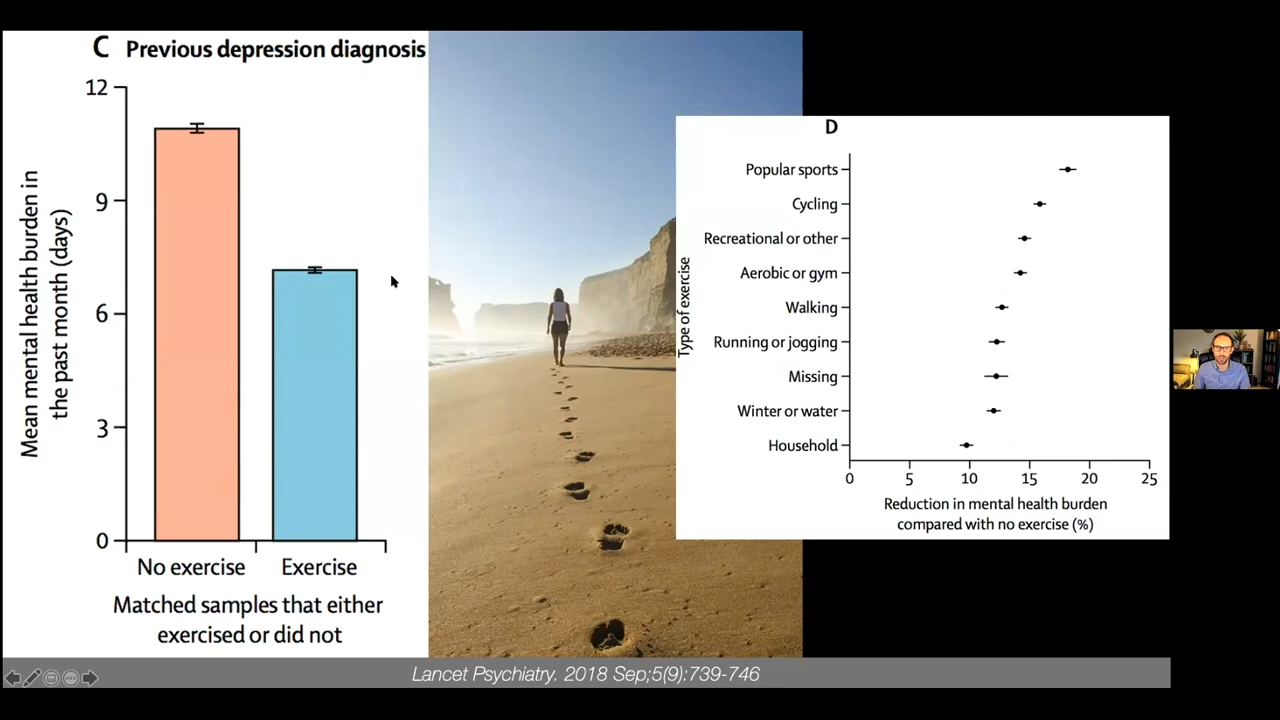 C Previous depression diagnosis
12
9
6
3
0
Mean mental health burden in
the past month (days)
No exercise Exercise
Matched samples that either
exercised or did not
D
Type of exercise
Popular sports
Cycling
Recreational or other
Aerobic or gym
Walking
Running or jogging
Missing
Winter or water
Household
0 5 10 15 20 25
Reduction in mental health burden
compared with no exercise (%)
Lancet Psychiatry. 2018 Sep;5(9):739-746